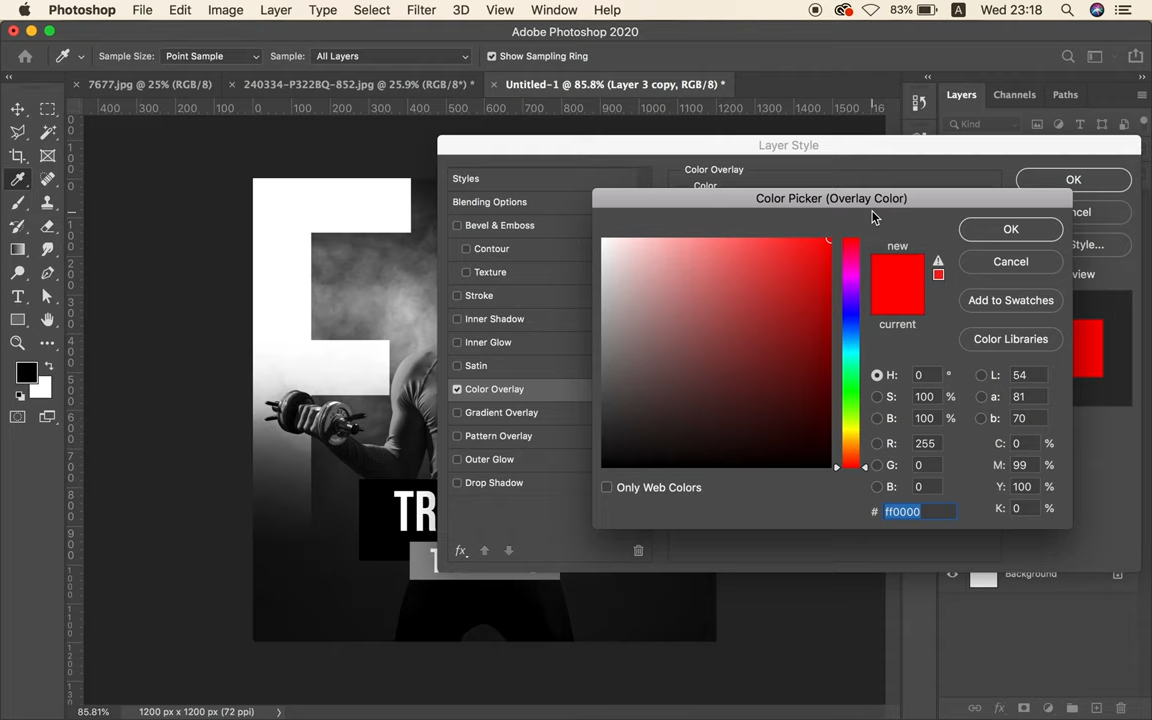 Photoshop File Edit Image Layer Type Select Filter 3D View Window Help 83% A Wed 23:18
Adobe Photoshop 2020
Sample Size: Point Sample Sample: All Layers Show Sampling Ring
7677.jpg @ 25% (RGB/8) 240334-P322BQ-852.jpg @ 25.9% (RGB/8) * Untitled-1 @ 85.8% (Layer 3 copy, RGB/8) *
Layers Channels Paths
400 300 200 100 0 100 200 300 400 500 600 700 800 900 1000 1100 1200 1300 1400 1500 16
Kind
Layer Style
Styles
Blending Options
Bevel & Emboss
Contour
Texture
Stroke
Inner Shadow
Inner Glow
Satin
Color Overlay
Gradient Overlay
Pattern Overlay
Outer Glow
Drop Shadow
fx
Color Overlay
Color
OK
ncel
Style...
view
Color Picker (Overlay Color)
new
current
OK
Cancel
Add to Swatches
Color Libraries
H: 0 °
S: 100 %
B: 100 %
R: 255
G: 0
B: 0
# ff0000
L: 54
a: 81
b: 70
C: 0 %
M: 99 %
Y: 100 %
K: 0 %
Only Web Colors
TR
T
Background
85.81% 1200 px x 1200 px (72 ppi)
fx